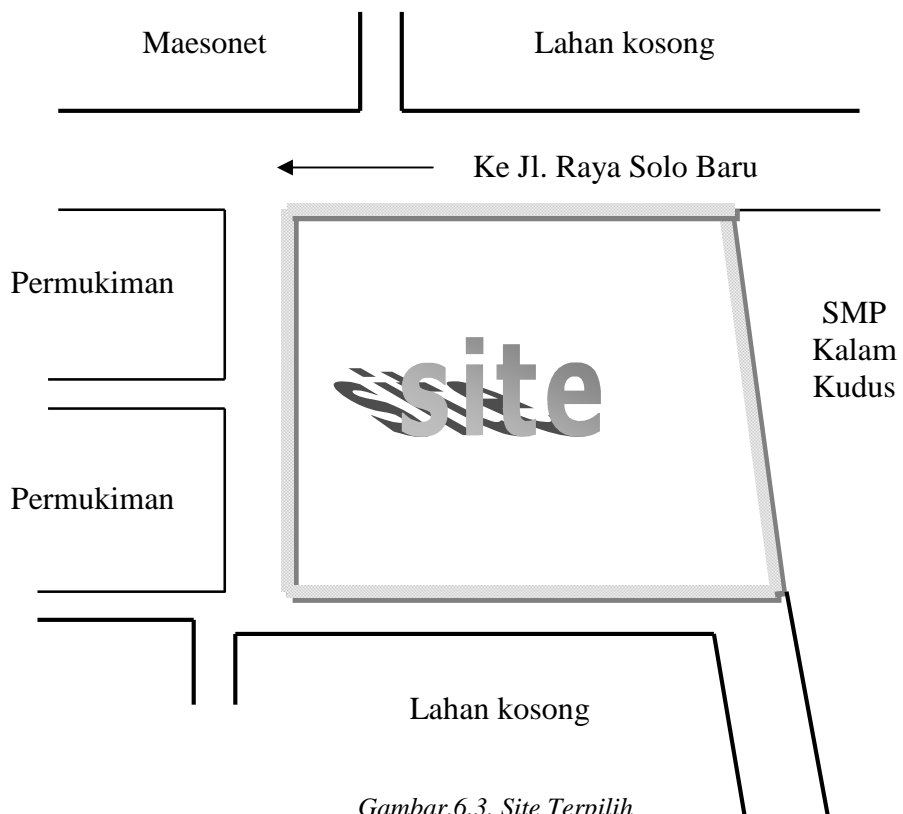 Maesonet
Lahan kosong
Ke Jl. Raya Solo Baru
Permukiman
SMP
Kalam
Kudus
site
Permukiman
Lahan kosong
Gambar.6.3. Site Terpilih